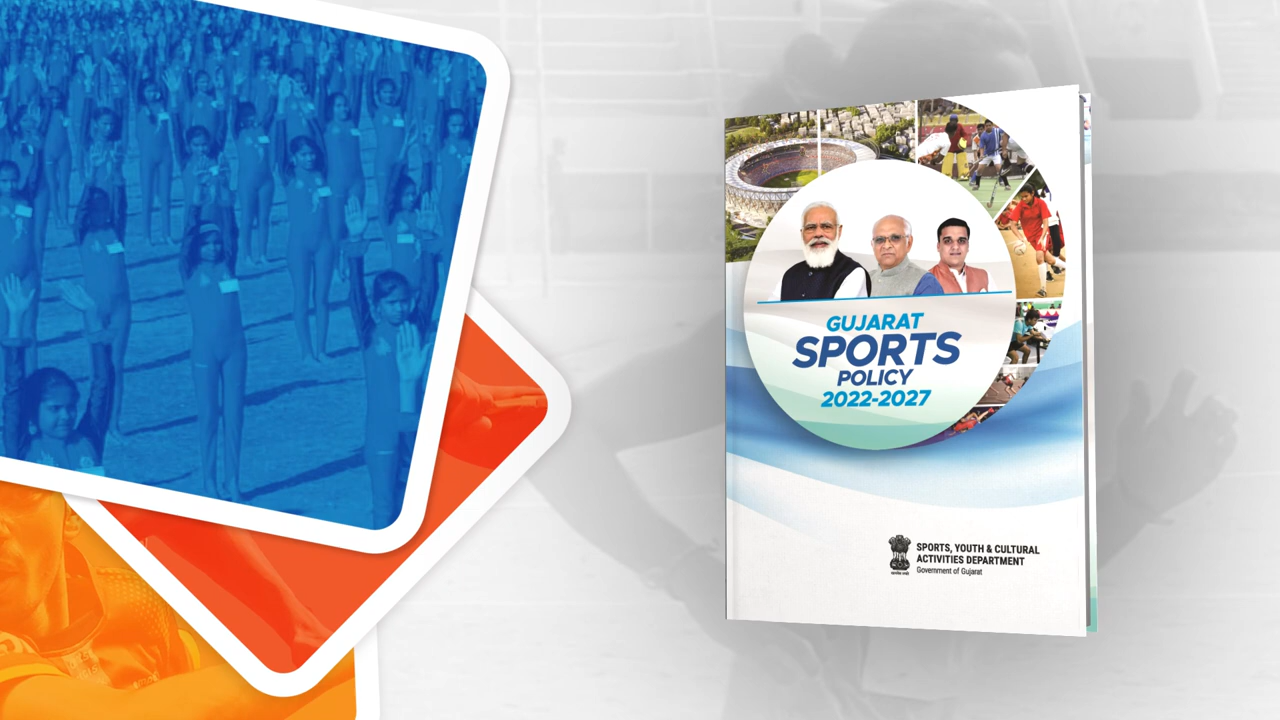 GUJARAT
SPORTS
POLICY
2022-2027
SPORTS, YOUTH & CULTURAL
ACTIVITIES DEPARTMENT
Government of Gujarat